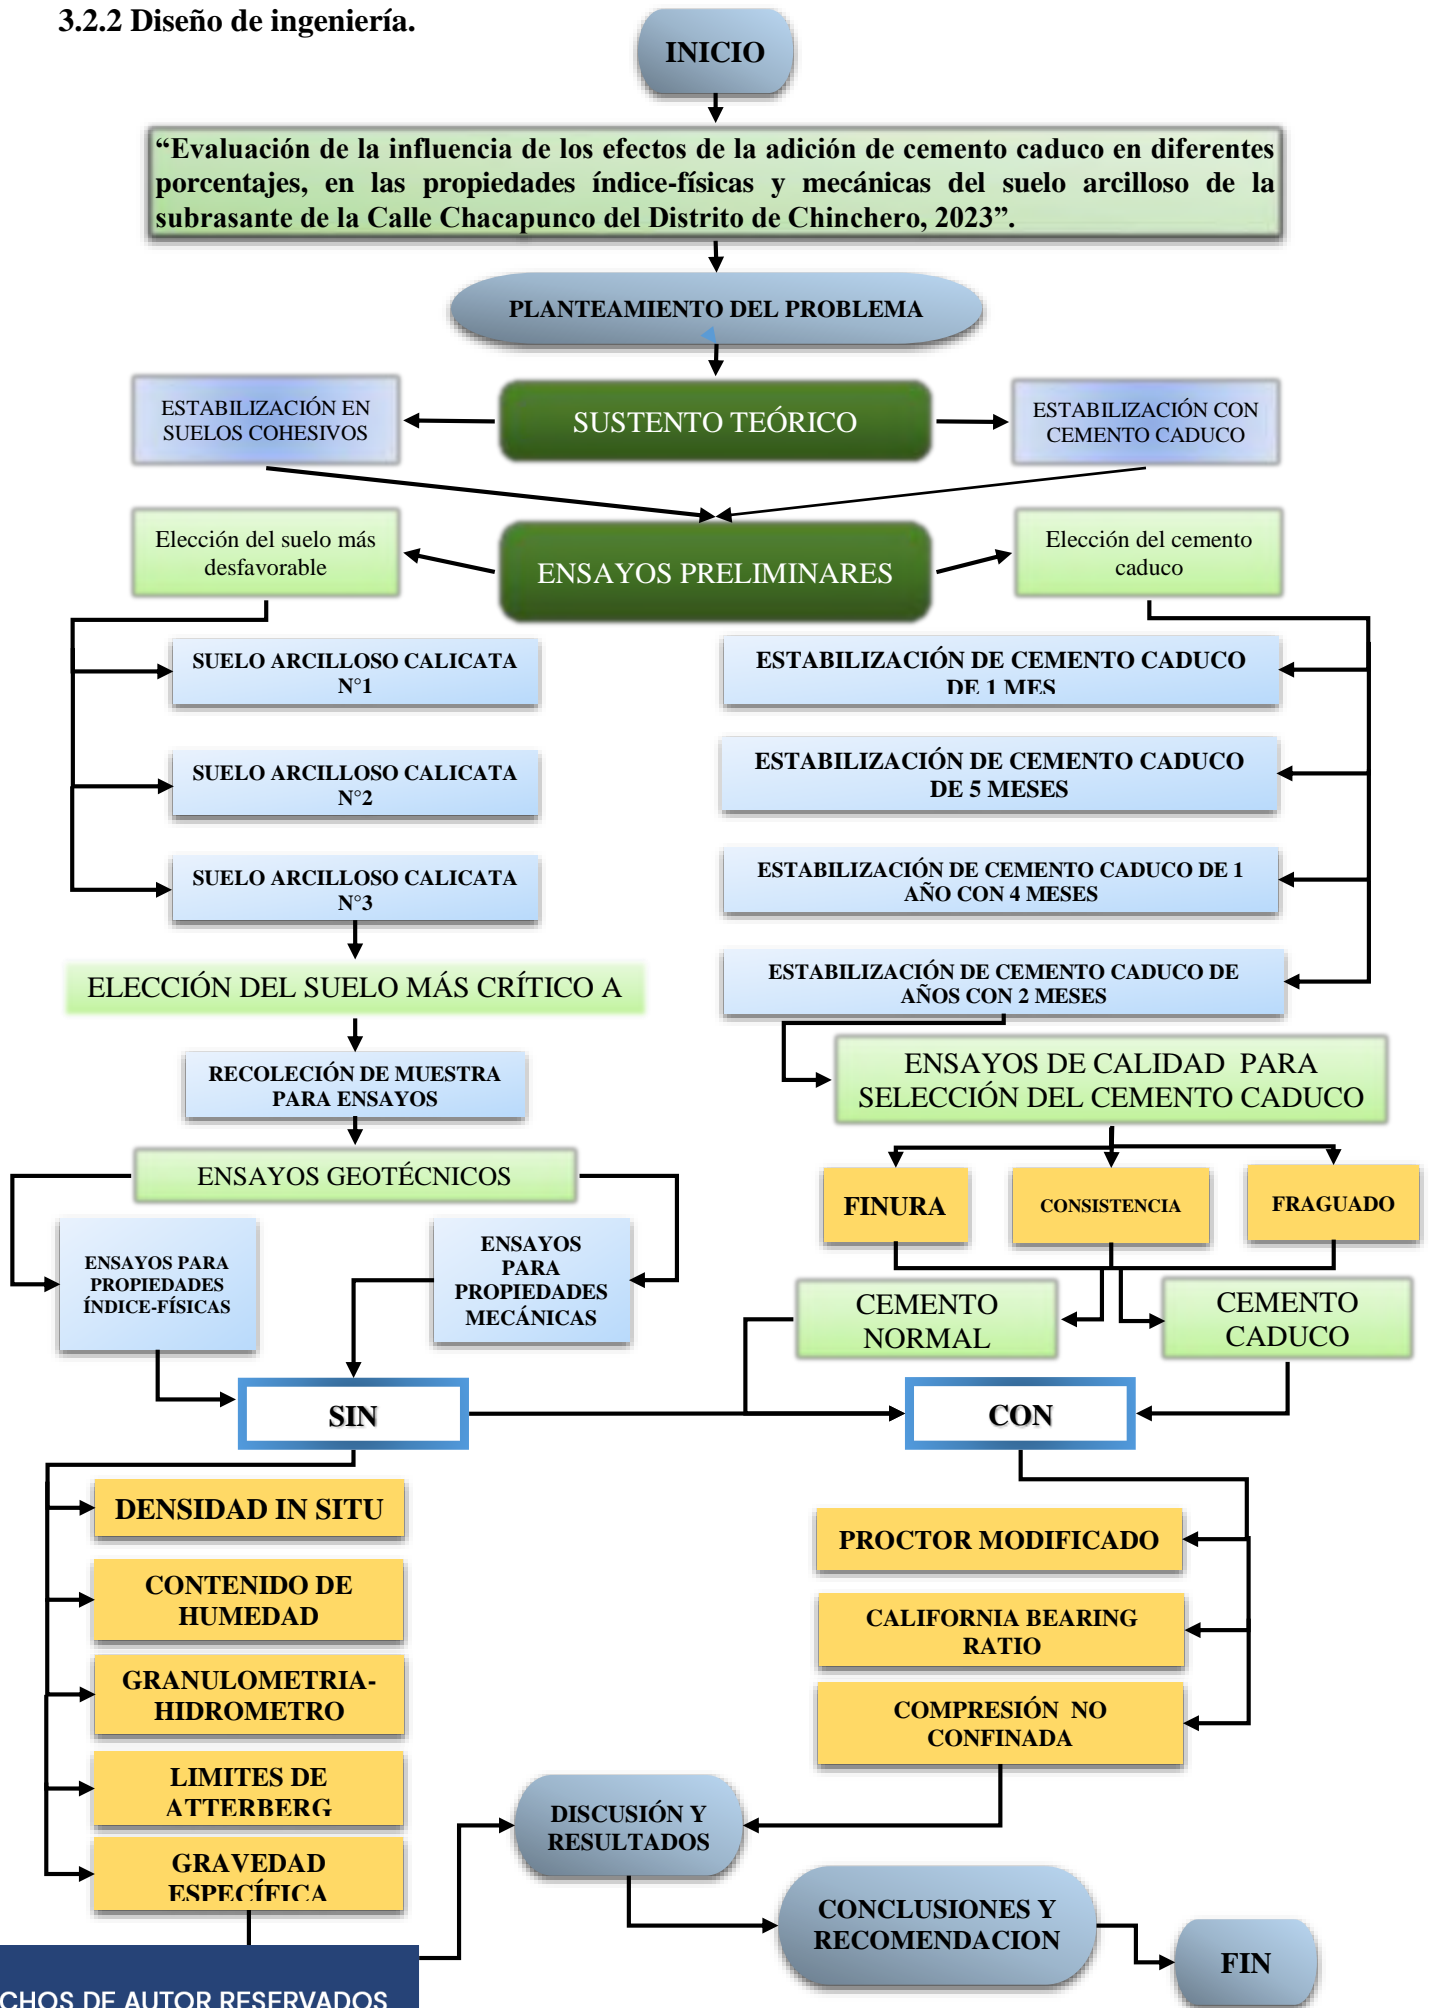 3.2.2 Diseño de ingeniería.
INICIO
“Evaluación de la influencia de los efectos de la adición de cemento caduco en diferentes
porcentajes, en las propiedades índice-físicas y mecánicas del suelo arcilloso de la
subrasante de la Calle Chacapunco del Distrito de Chinchero, 2023”.
PLANTEAMIENTO DEL PROBLEMA
ESTABILIZACIÓN EN
SUELOS COHESIVOS
SUSTENTO TEÓRICO
ESTABILIZACIÓN CON
CEMENTO CADUCO
Elección del suelo más
desfavorable
ENSAYOS PRELIMINARES
Elección del cemento
caduco
SUELO ARCILLOSO CALICATA
N°1
SUELO ARCILLOSO CALICATA
N°2
SUELO ARCILLOSO CALICATA
N°3
ESTABILIZACIÓN DE CEMENTO CADUCO
DE 1 MES
ESTABILIZACIÓN DE CEMENTO CADUCO
DE 5 MESES
ESTABILIZACIÓN DE CEMENTO CADUCO DE 1
AÑO CON 4 MESES
ESTABILIZACIÓN DE CEMENTO CADUCO DE
AÑOS CON 2 MESES
ELECCIÓN DEL SUELO MÁS CRÍTICO A
RECOLECIÓN DE MUESTRA
PARA ENSAYOS
ENSAYOS GEOTÉCNICOS
ENSAYOS PARA
PROPIEDADES
ÍNDICE-FÍSICAS
ENSAYOS
PARA
PROPIEDADES
MECÁNICAS
ENSAYOS DE CALIDAD PARA
SELECCIÓN DEL CEMENTO CADUCO
FINURA
CONSISTENCIA
FRAGUADO
CEMENTO
NORMAL
CEMENTO
CADUCO
SIN
CON
DENSIDAD IN SITU
CONTENIDO DE
HUMEDAD
GRANULOMETRIA-
HIDROMETRO
LIMITES DE
ATTERBERG
GRAVEDAD
ESPECÍFICA
PROCTOR MODIFICADO
CALIFORNIA BEARING
RATIO
COMPRESIÓN NO
CONFINADA
DISCUSIÓN Y
RESULTADOS
CONCLUSIONES Y
RECOMENDACION
FIN
CHOS DE AUTOR RESERVADOS